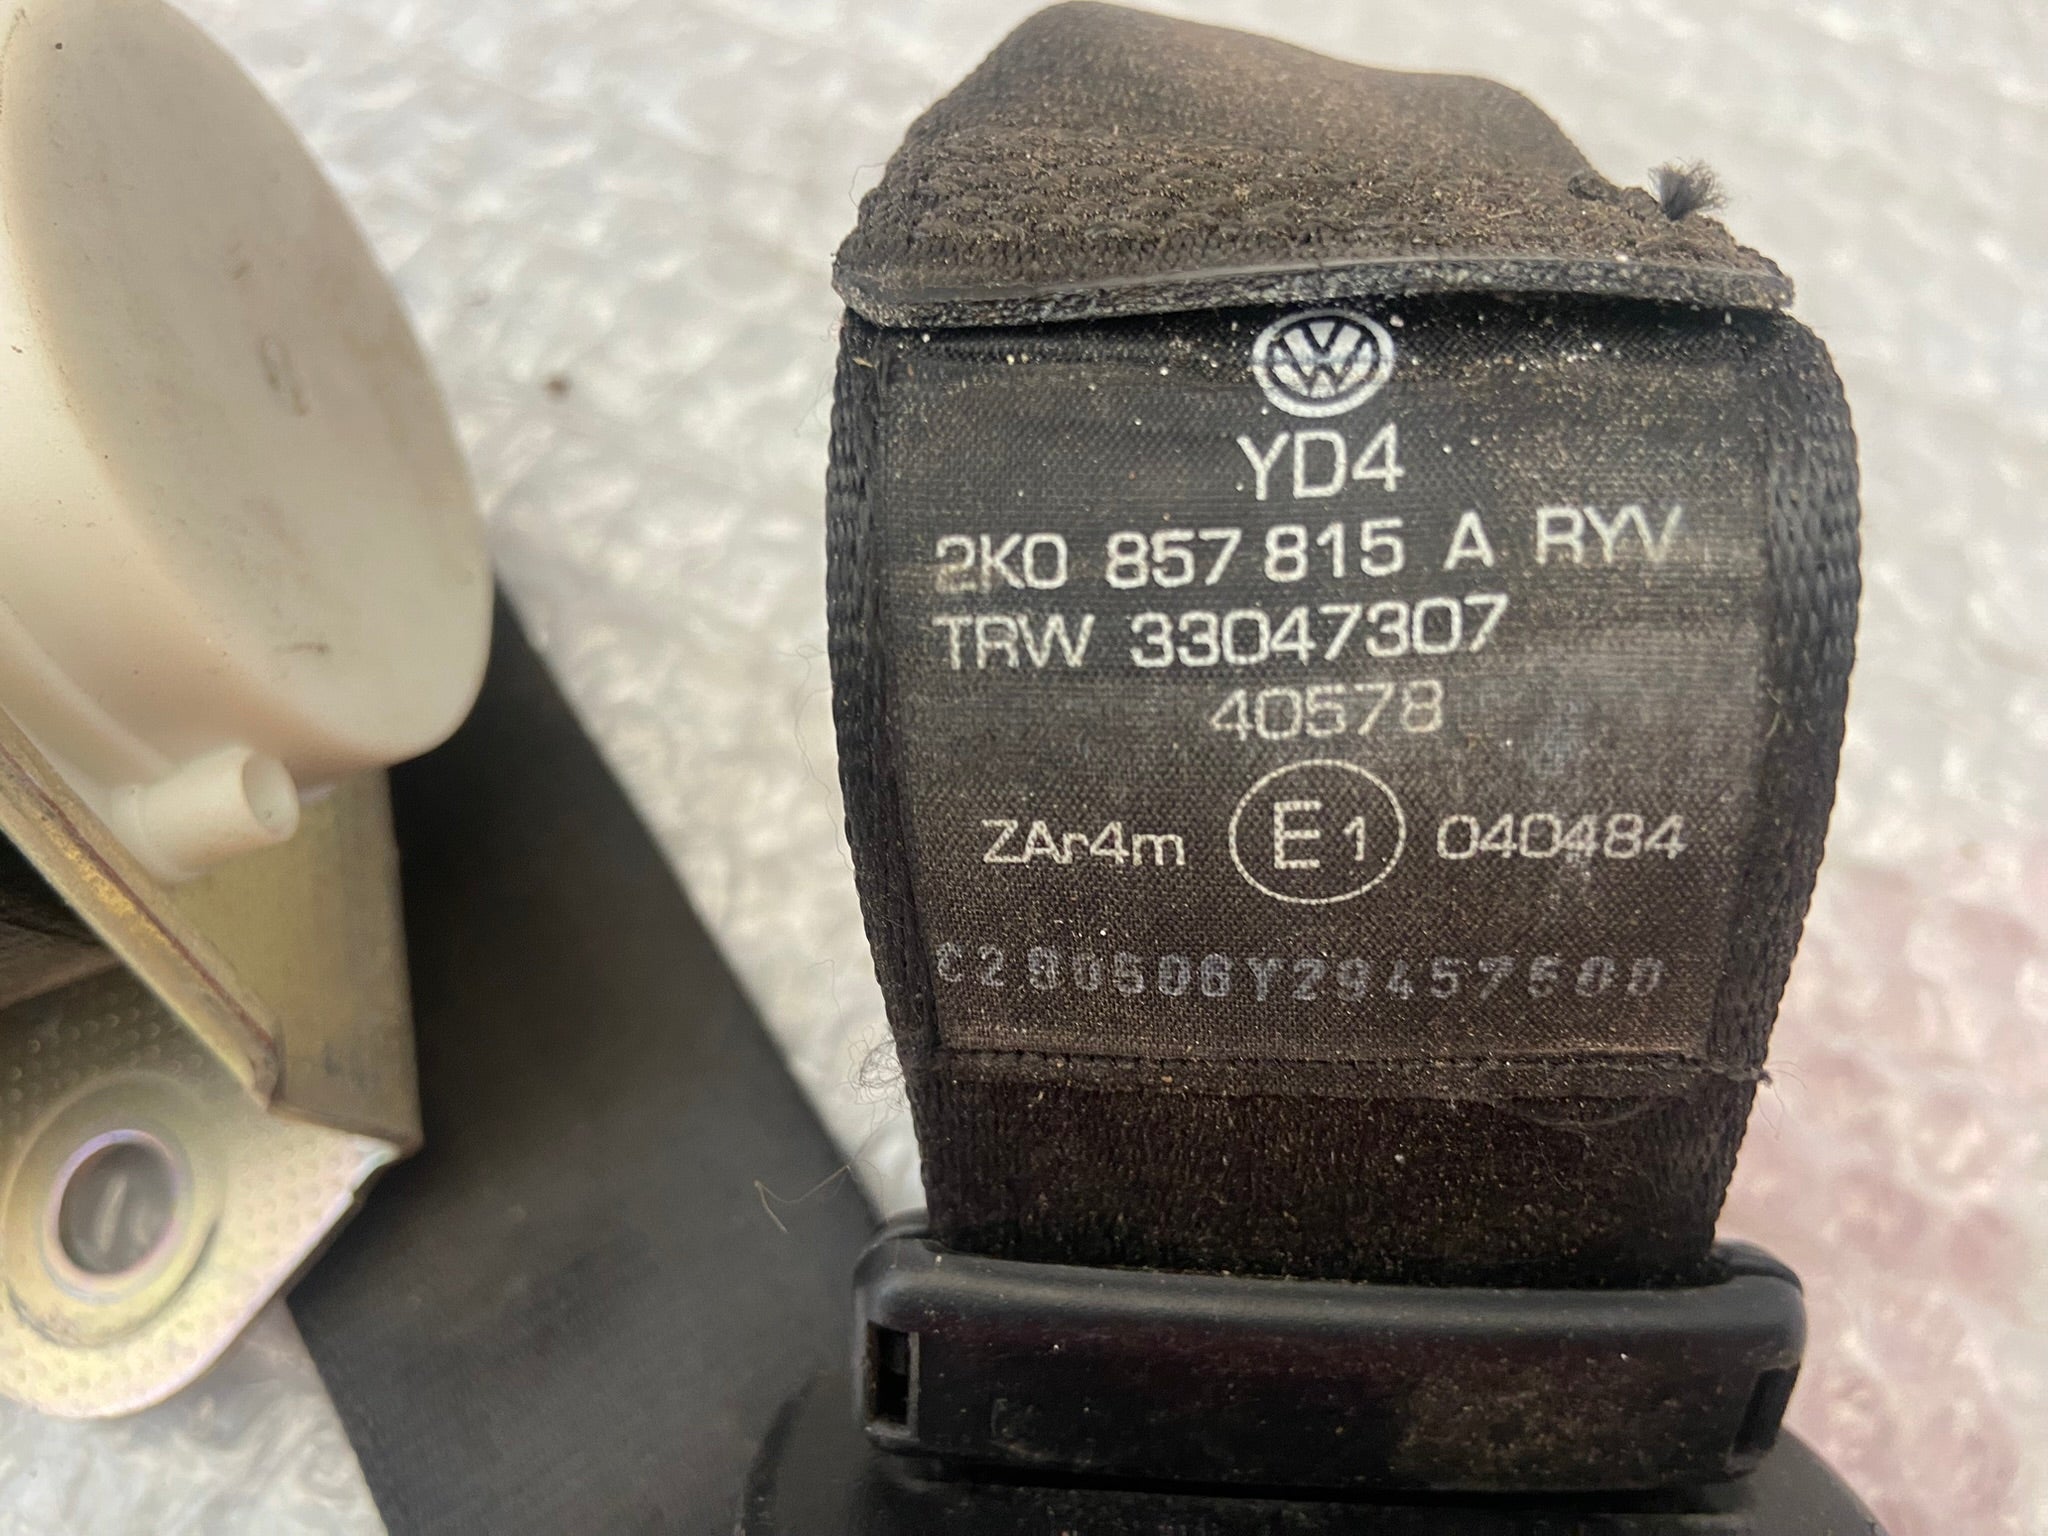 YD4
2K0 857 815 A RYV
TRW 33047307
40578
ZAr4m E1 040484